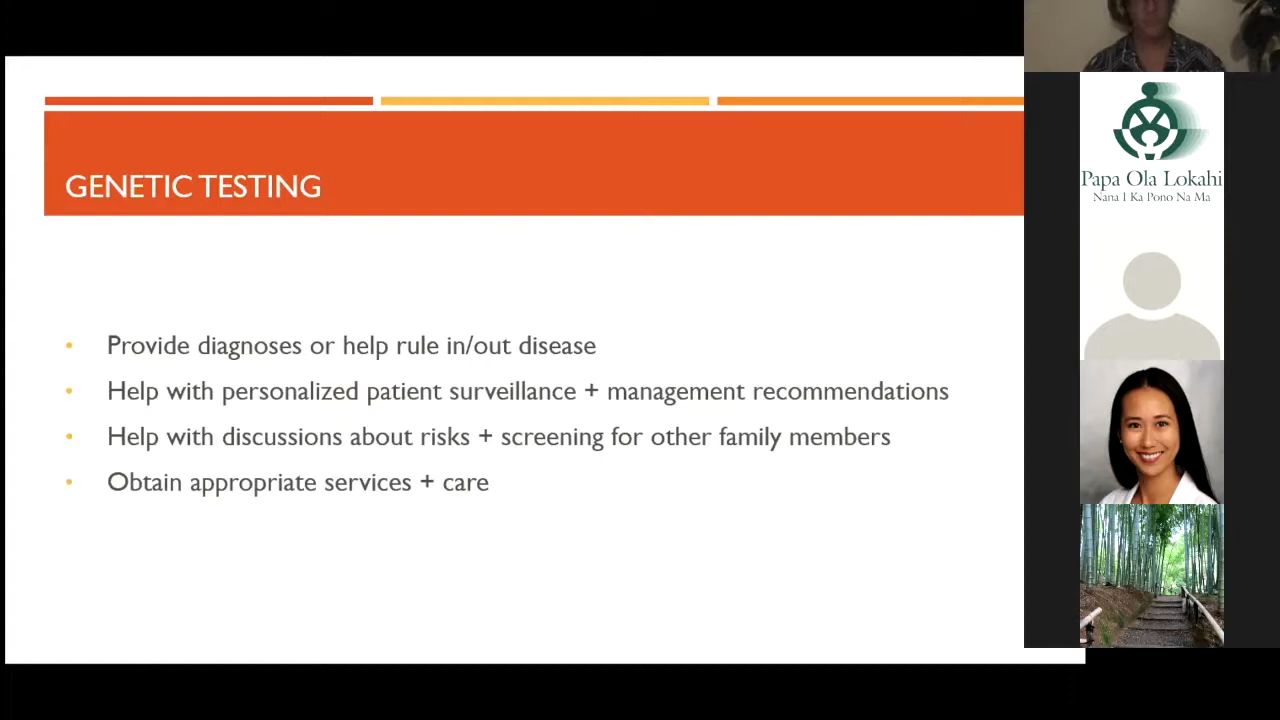 GENETIC TESTING
• Provide diagnoses or help rule in/out disease
• Help with personalized patient surveillance + management recommendations
• Help with discussions about risks + screening for other family members
• Obtain appropriate services + care
Papa Ola Lokahi
Nana I Ka Pono Na Ma